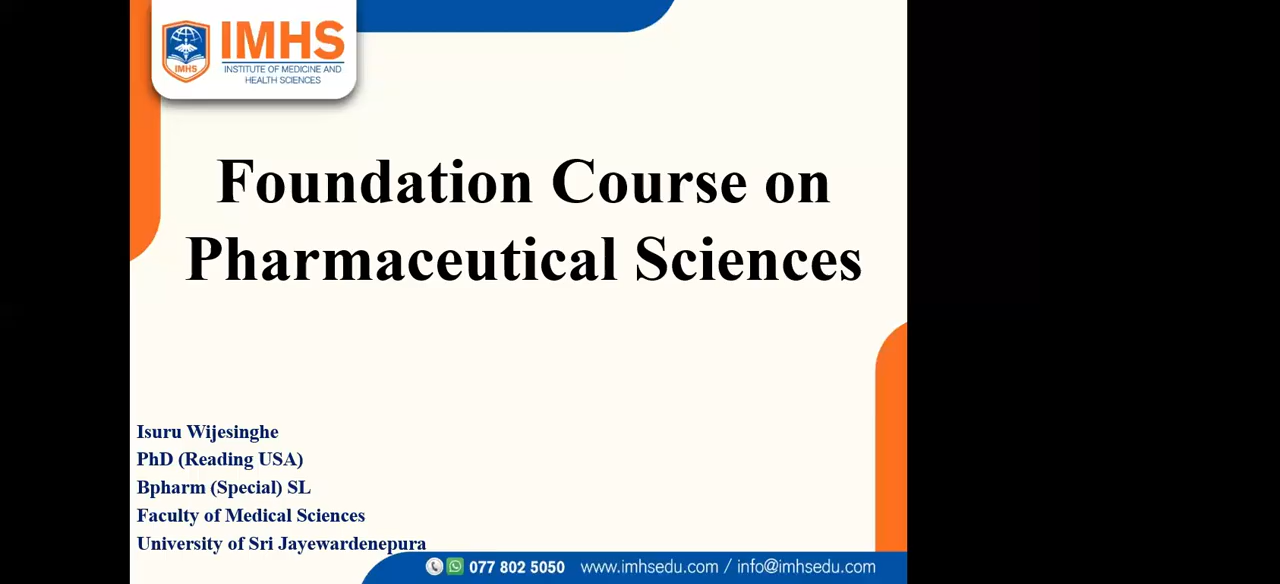 IMHS
IMHS
INSTITUTE OF MEDICINE AND
HEALTH SCIENCES
Foundation Course on
Pharmaceutical Sciences
Isuru Wijesinghe
PhD (Reading USA)
Bpharm (Special) SL
Faculty of Medical Sciences
University of Sri Jayewardenepura
077 802 5050 www.imhsedu.com / info@imhsedu.com